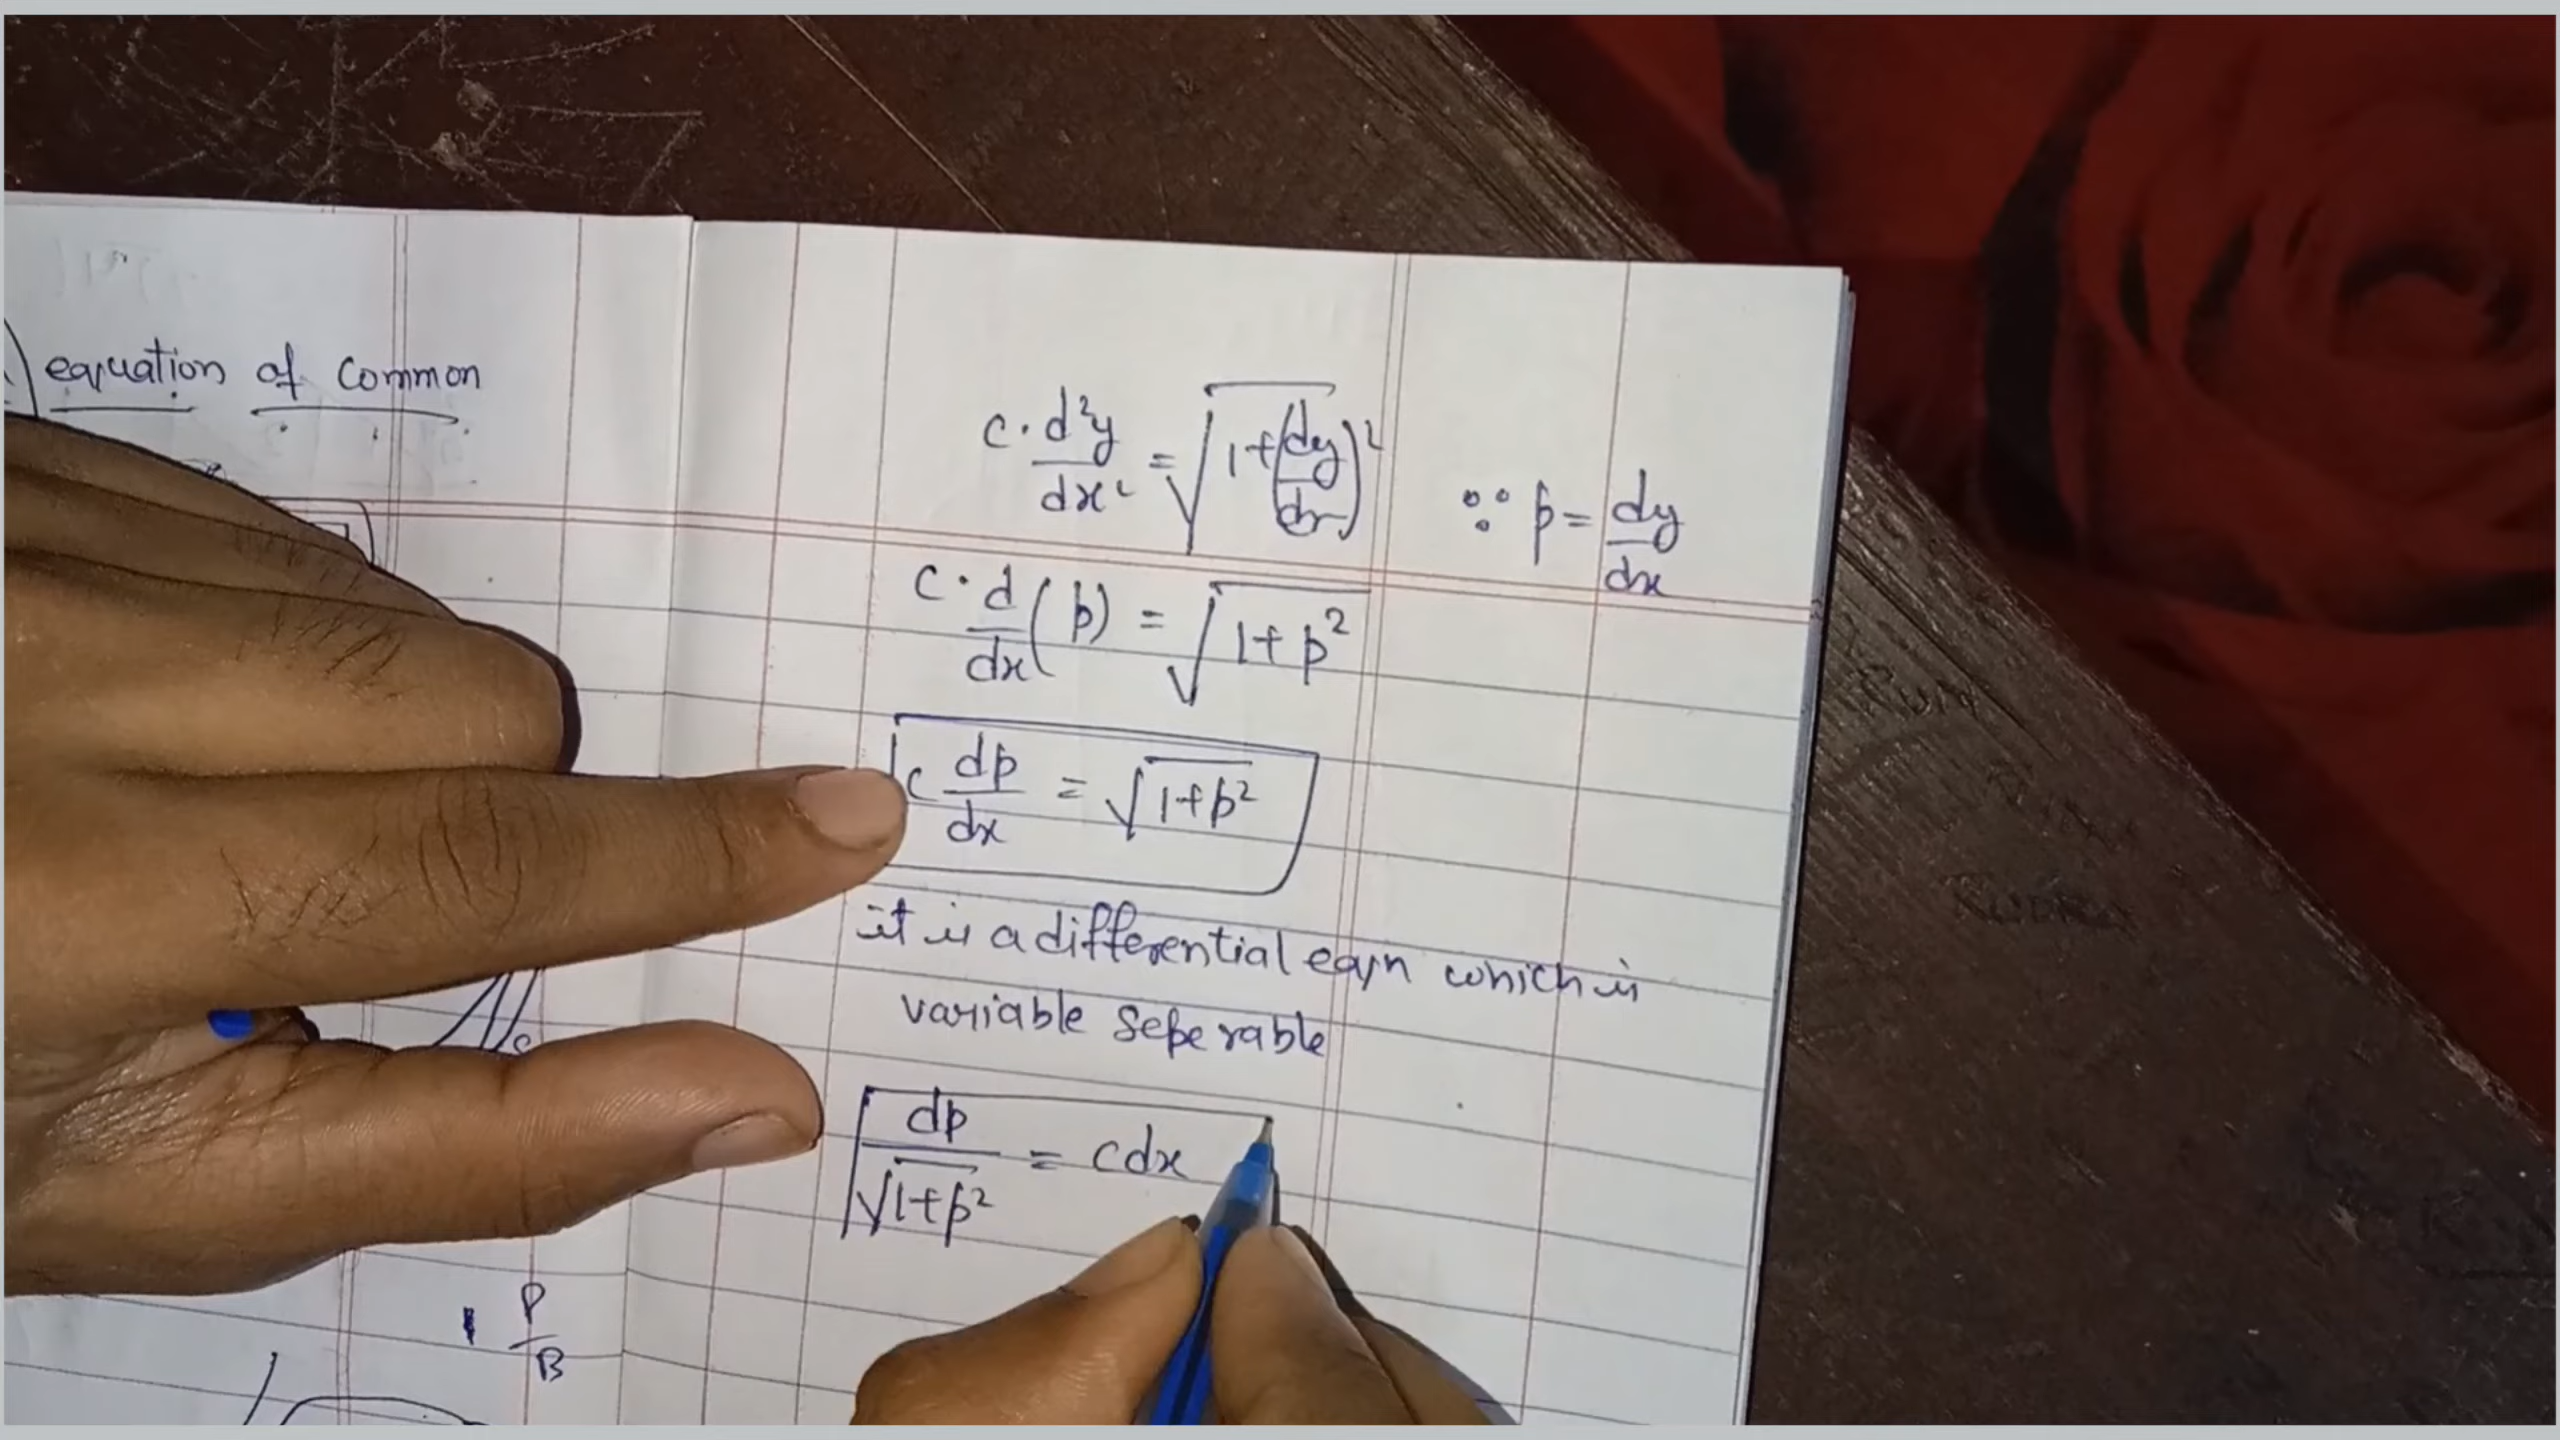 equation of common
c. d²y/dx² = √1+(dy/dx)²
∵ p = dy/dx
c. d/dx (p) = √1+p²
c dp/dx = √1+p²
it is a differential eqn which is
variable seperable
dp/√1+p² = cdx
P/B